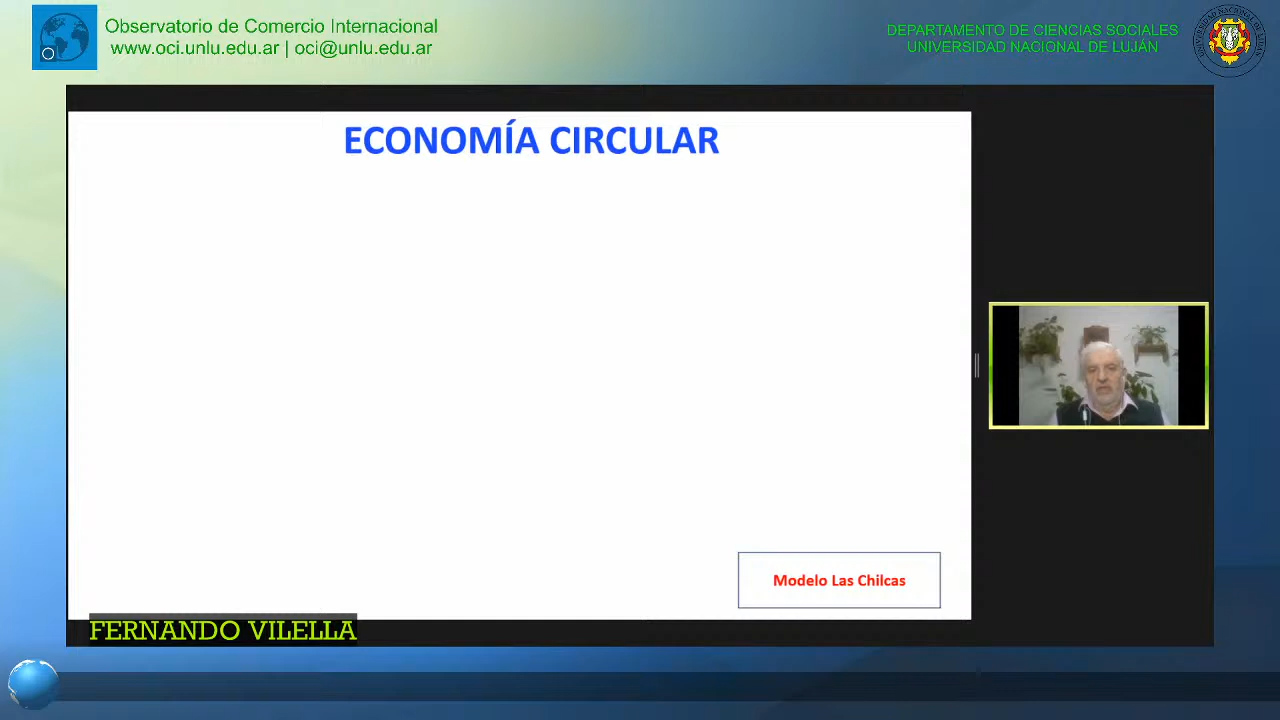 Observatorio de Comercio Internacional
www.oci.unlu.edu.ar | oci@unlu.edu.ar
DEPARTAMENTO DE CIENCIAS SOCIALES
UNIVERSIDAD NACIONAL DE LUJÁN
ECONOMÍA CIRCULAR
Modelo Las Chilcas
FERNANDO VILELLA